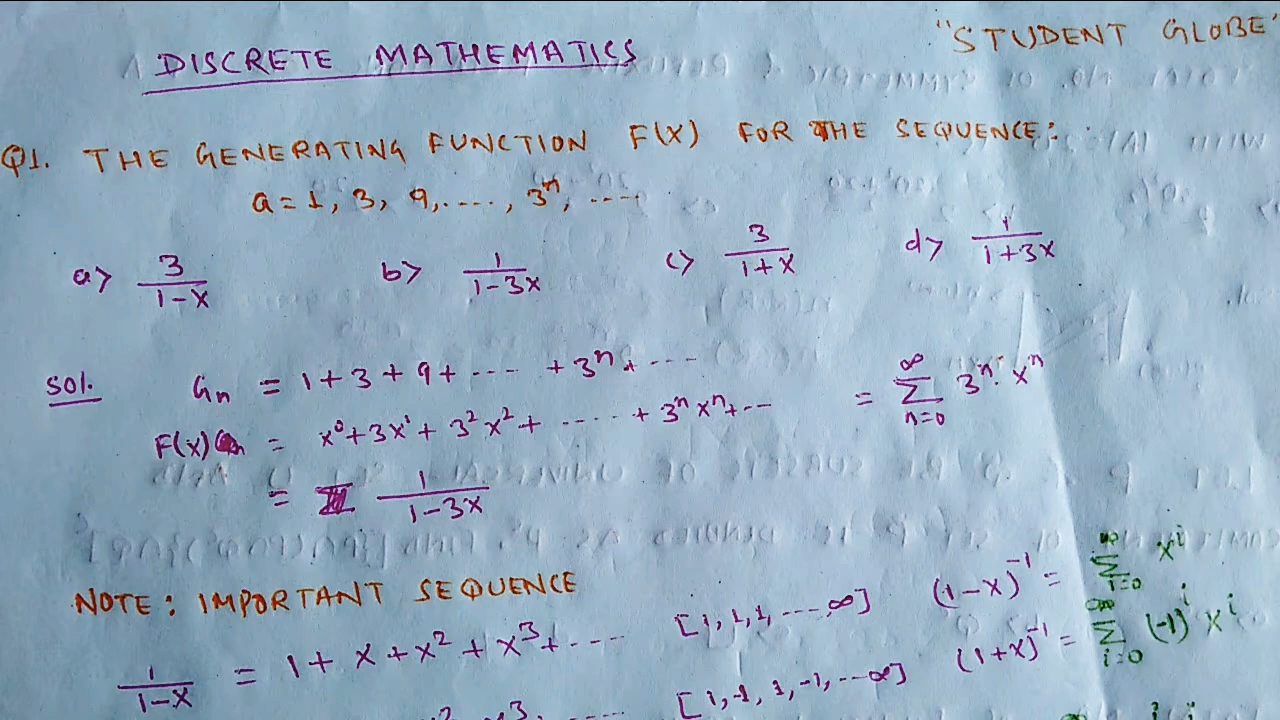 DISCRETE MATHEMATICS
"STUDENT GLOBE"
Q1. THE GENERATING FUNCTION F(X) FOR THE SEQUENCE:
a = 1, 3, 9, ...., 3^n, ....
a> 3/(1-x) b> 1/(1-3x) c> 3/(1+x) d> 1/(1+3x)
Sol. Gn = 1 + 3 + 9 + .... + 3^n + ....
F(x) = x^0 + 3x^1 + 3^2 x^2 + ..... + 3^n x^n + ... = ∑_{n=0}^{∞} 3^n. x^n
= 1/(1-3x)
NOTE: IMPORTANT SEQUENCE
1/(1-x) = 1 + x + x^2 + x^3 + .... [1, 1, 1, ...., ∞] (1-x)^-1 = ∑_{i=0}^{∞} x^i
[1, -1, 1, -1, ... ∞] (1+x)^-1 = ∑_{i=0}^{∞} (-1)^i x^i